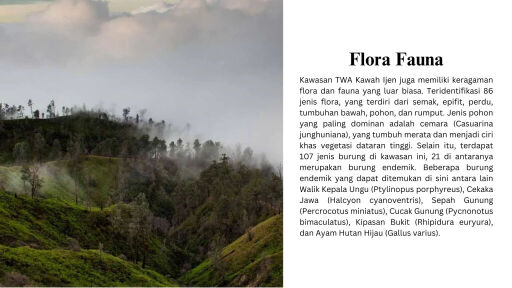 Flora Fauna
Kawasan TWA Kawah Ijen juga memiliki keragaman
flora dan fauna yang luar biasa. Teridentifikasi 86
jenis flora, yang terdiri dari semak, epifit, perdu,
tumbuhan bawah, pohon, dan rumput. Jenis pohon
yang paling dominan adalah cemara (Casuarina
junghuniana), yang tumbuh merata dan menjadi ciri
khas vegetasi dataran tinggi. Selain itu, terdapat
107 jenis burung di kawasan ini, 21 di antaranya
merupakan burung endemik. Beberapa burung
endemik yang dapat ditemukan di sini antara lain
Walik Kepala Ungu (Ptylinopus porphyreus), Cekaka
Jawa (Halcyon cyanoventris), Sepah Gunung
(Percrocotus miniatus), Cucak Gunung (Pycnonotus
bimaculatus), Kipasan Bukit (Rhipidura euryura),
dan Ayam Hutan Hijau (Gallus varius).